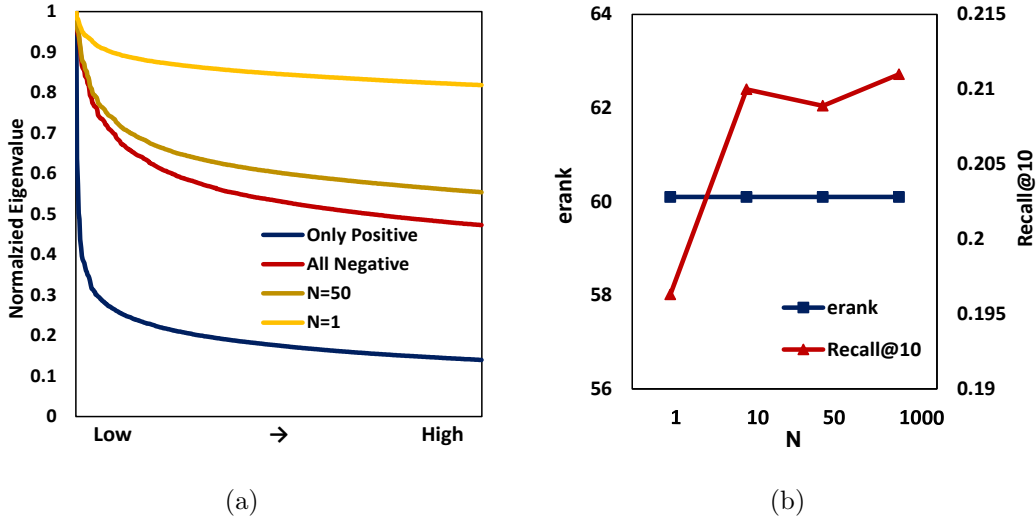 1
0.9
0.8
0.7
0.6
0.5
0.4
0.3
0.2
0.1
0
Normalzied Eigenvalue
Only Positive
All Negative
N=50
N=1
Low → High
(a)
64
62
60
58
56
erank
0.215
0.21
0.205
0.2
0.195
0.19
Recall@10
erank
Recall@10
1 10 50 1000
N
(b)